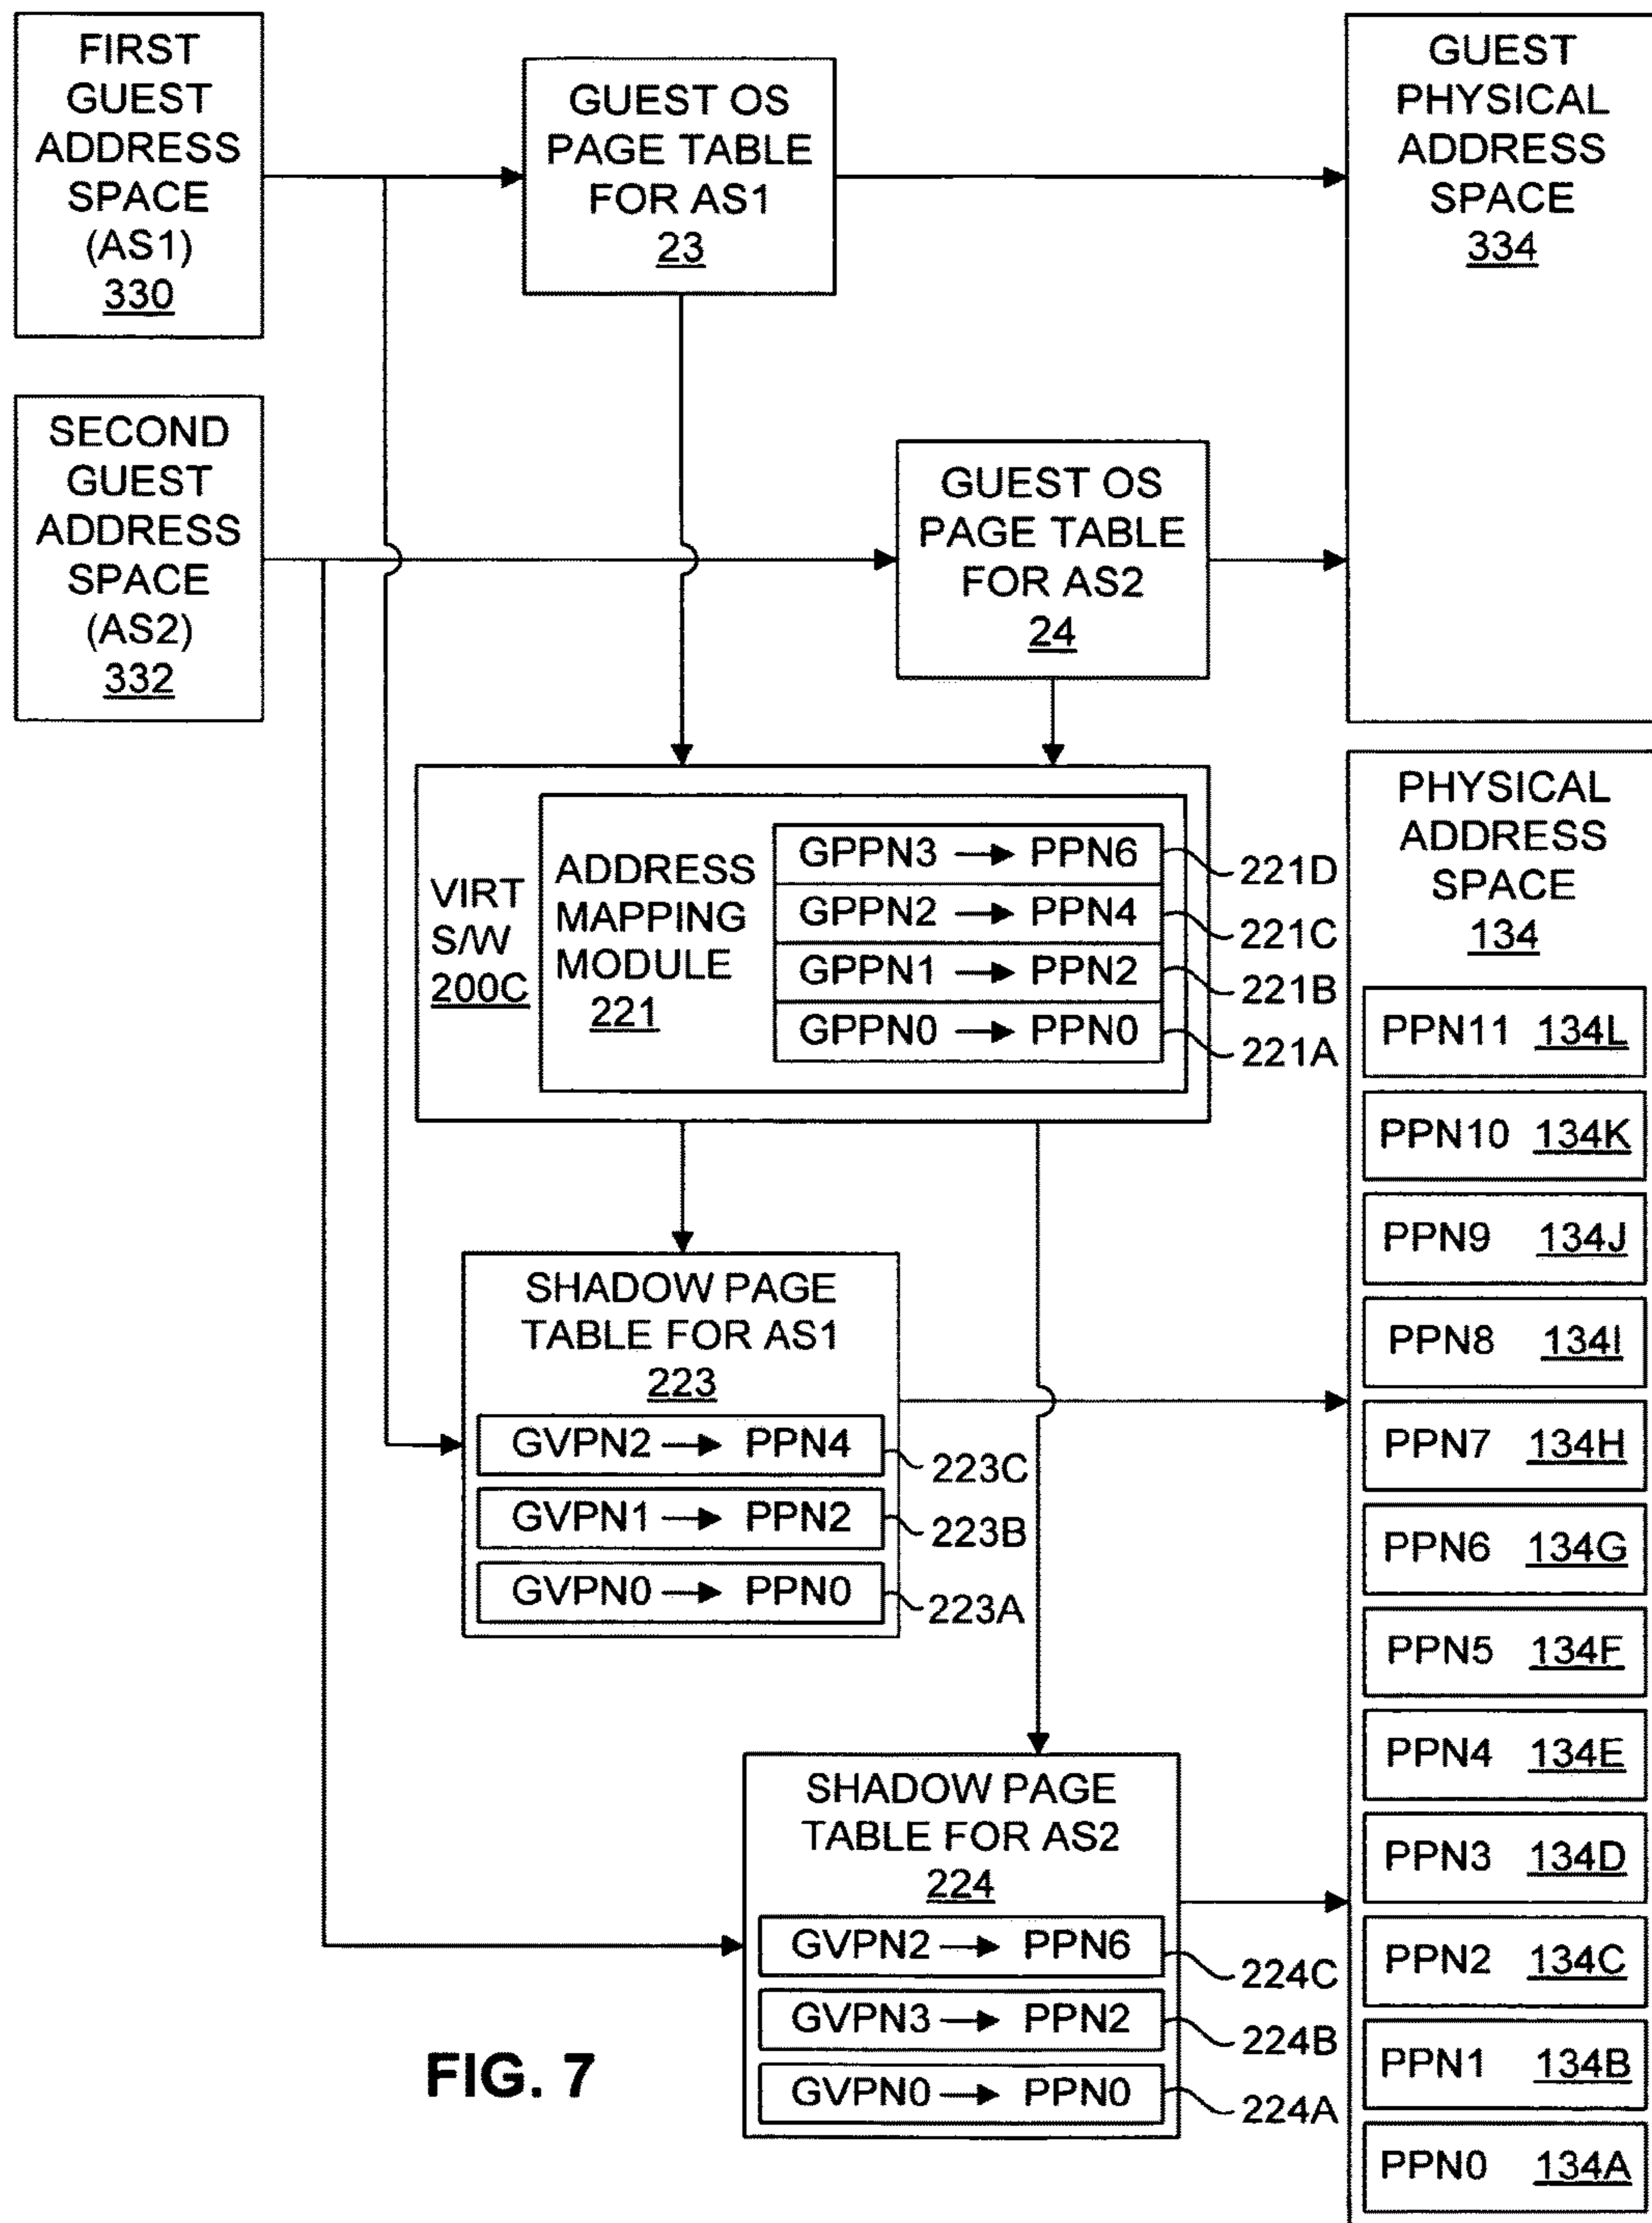 FIRST
GUEST
ADDRESS
SPACE
(AS1)
330
GUEST OS
PAGE TABLE
FOR AS1
23
GUEST
PHYSICAL
ADDRESS
SPACE
334
SECOND
GUEST
ADDRESS
SPACE
(AS2)
332
GUEST OS
PAGE TABLE
FOR AS2
24
VIRT
S/W
200C
ADDRESS
MAPPING
MODULE
221
GPPN3 → PPN6
221D
GPPN2 → PPN4
221C
GPPN1 → PPN2
221B
GPPN0 → PPN0
221A
SHADOW PAGE
TABLE FOR AS1
223
GVPN2 → PPN4
223C
GVPN1 → PPN2
223B
GVPN0 → PPN0
223A
SHADOW PAGE
TABLE FOR AS2
224
GVPN2 → PPN6
224C
GVPN3 → PPN2
224B
GVPN0 → PPN0
224A
PHYSICAL
ADDRESS
SPACE
134
PPN11 134L
PPN10 134K
PPN9 134J
PPN8 134I
PPN7 134H
PPN6 134G
PPN5 134F
PPN4 134E
PPN3 134D
PPN2 134C
PPN1 134B
PPN0 134A
FIG. 7